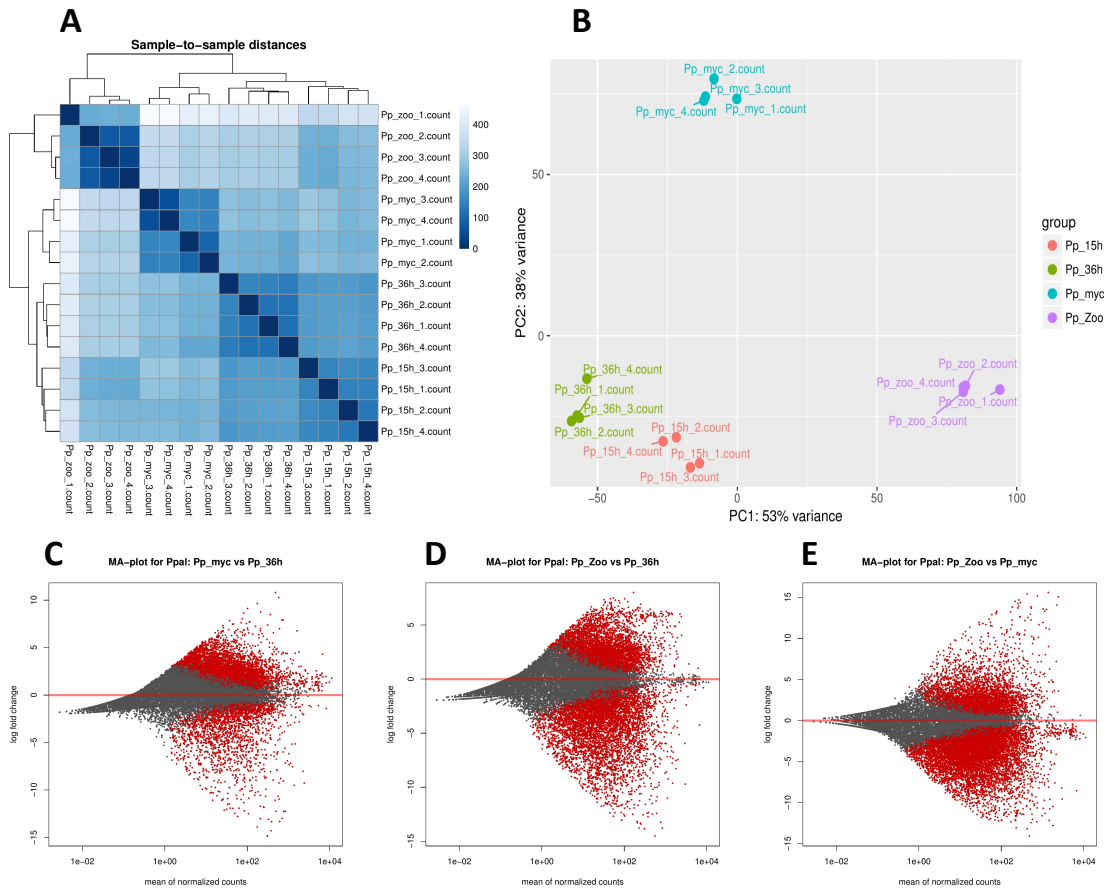 A
B
Sample−to−sample distances
Pp_zoo_1.count
Pp_zoo_2.count
Pp_zoo_3.count
Pp_zoo_4.count
Pp_myc_3.count
Pp_myc_4.count
Pp_myc_1.count
Pp_myc_2.count
Pp_36h_3.count
Pp_36h_2.count
Pp_36h_1.count
Pp_36h_4.count
Pp_15h_3.count
Pp_15h_1.count
Pp_15h_2.count
Pp_15h_4.count
400
300
200
100
0
Pp_zoo_1.count
Pp_zoo_2.count
Pp_zoo_3.count
Pp_zoo_4.count
Pp_myc_3.count
Pp_myc_4.count
Pp_myc_1.count
Pp_myc_2.count
Pp_36h_3.count
Pp_36h_2.count
Pp_36h_1.count
Pp_36h_4.count
Pp_15h_3.count
Pp_15h_1.count
Pp_15h_2.count
Pp_15h_4.count
PC2: 38% variance
50
0
Pp_myc_2.count
Pp_myc_3.count
Pp_myc_4.count
Pp_myc_1.count
Pp_36h_4.count
Pp_36h_1.count
Pp_36h_3.count
Pp_36h_2.count
Pp_15h_2.count
Pp_15h_4.count
Pp_15h_1.count
Pp_15h_3.count
Pp_zoo_2.count
Pp_zoo_4.count
Pp_zoo_1.count
Pp_zoo_3.count
−50
0
50
100
PC1: 53% variance
group
Pp_15h
Pp_36h
Pp_myc
Pp_Zoo
C
MA−plot for Ppal: Pp_myc vs Pp_36h
log fold change
10
5
0
−5
−10
−15
1e−02
1e+00
1e+02
1e+04
mean of normalized counts
D
MA−plot for Ppal: Pp_Zoo vs Pp_36h
log fold change
5
0
−5
−10
−15
1e−02
1e+00
1e+02
1e+04
mean of normalized counts
E
MA−plot for Ppal: Pp_Zoo vs Pp_myc
log fold change
15
10
5
0
−5
−10
−15
1e−02
1e+00
1e+02
1e+04
mean of normalized counts